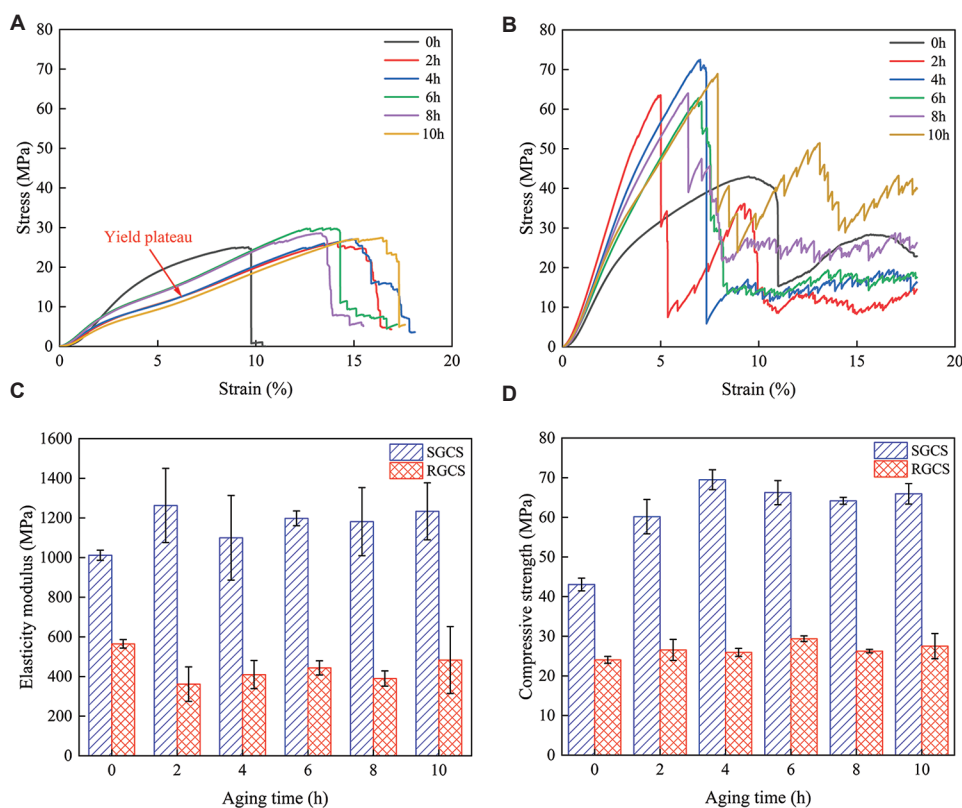 A
80
70
60
50
40
30
20
10
0
Stress (MPa)
0h
2h
4h
6h
8h
10h
Yield plateau
0 5 10 15 20
Strain (%)
B
80
70
60
50
40
30
20
10
0
Stress (MPa)
0h
2h
4h
6h
8h
10h
0 5 10 15 20
Strain (%)
C
1600
1400
1200
1000
800
600
400
200
0
Elasticity modulus (MPa)
SGCS
RGCS
0 2 4 6 8 10
Aging time (h)
D
80
70
60
50
40
30
20
10
0
Compressive strength (MPa)
SGCS
RGCS
0 2 4 6 8 10
Aging time (h)